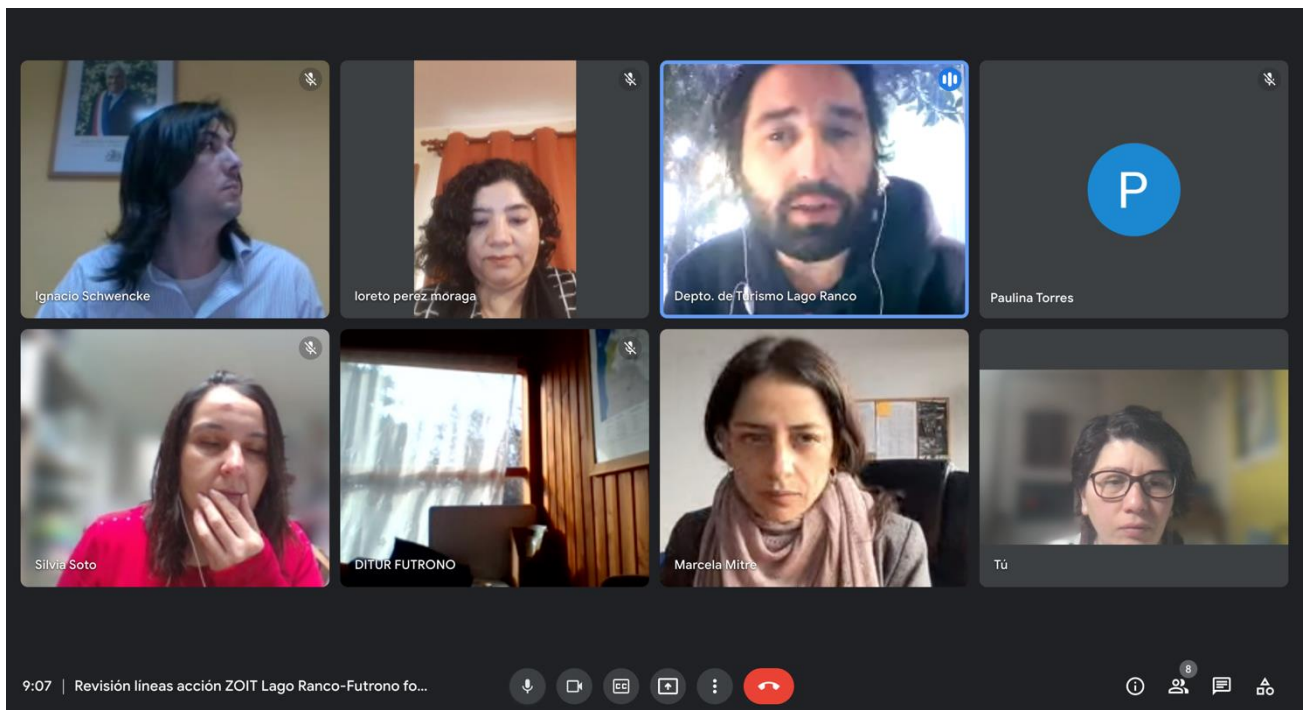 Ignacio Schwencke
loreto perez moraga
Depto. de Turismo Lago Ranco
P
Paulina Torres
Silvia Soto
DITUR FUTRONO
Marcela Mitre
Tú
8
9:07 | Revisión líneas acción ZOIT Lago Ranco-Futrono fo...
CC